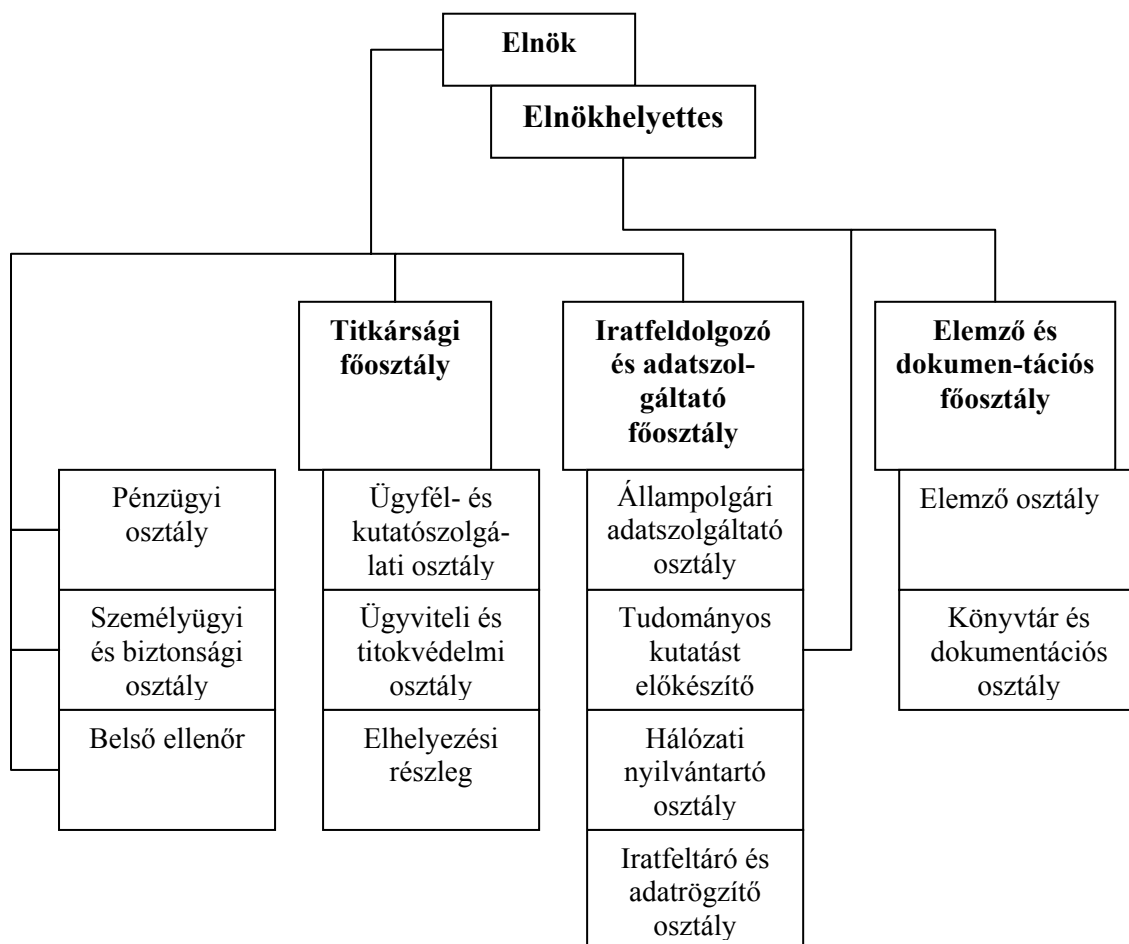 Elnök
Elnökhelyettes
Titkársági
főosztály
Iratfeldolgozó
és adatszol-
gáltató
főosztály
Elemző és
dokumen-tációs
főosztály
Pénzügyi
osztály
Személyügyi
és biztonsági
osztály
Belső ellenőr
Ügyfél- és
kutatószolgá-
lati osztály
Ügyviteli és
titokvédelmi
osztály
Elhelyezési
részleg
Állampolgári
adatszolgáltató
osztály
Tudományos
kutatást
előkészítő
Hálózati
nyilvántartó
osztály
Iratfeltáró és
adatrögzítő
osztály
Elemző osztály
Könyvtár és
dokumentációs
osztály